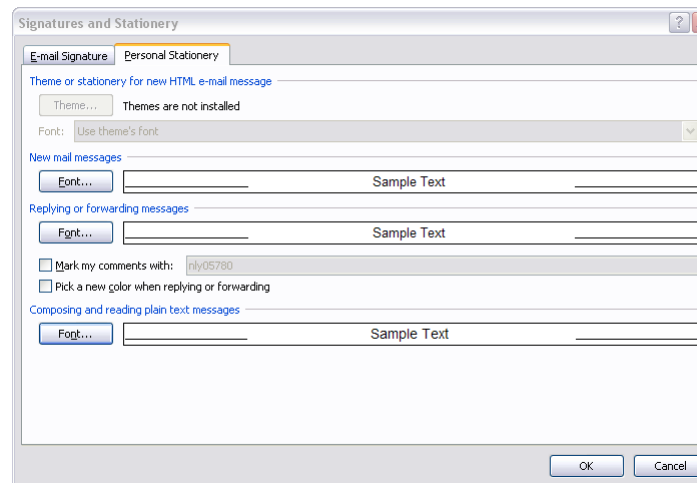 Signatures and Stationery
E-mail Signature Personal Stationery
Theme or stationery for new HTML e-mail message
Theme... Themes are not installed
Font: Use theme's font
New mail messages
Font... Sample Text
Replying or forwarding messages
Font... Sample Text
Mark my comments with: nly05780
Pick a new color when replying or forwarding
Composing and reading plain text messages
Font... Sample Text
OK Cancel